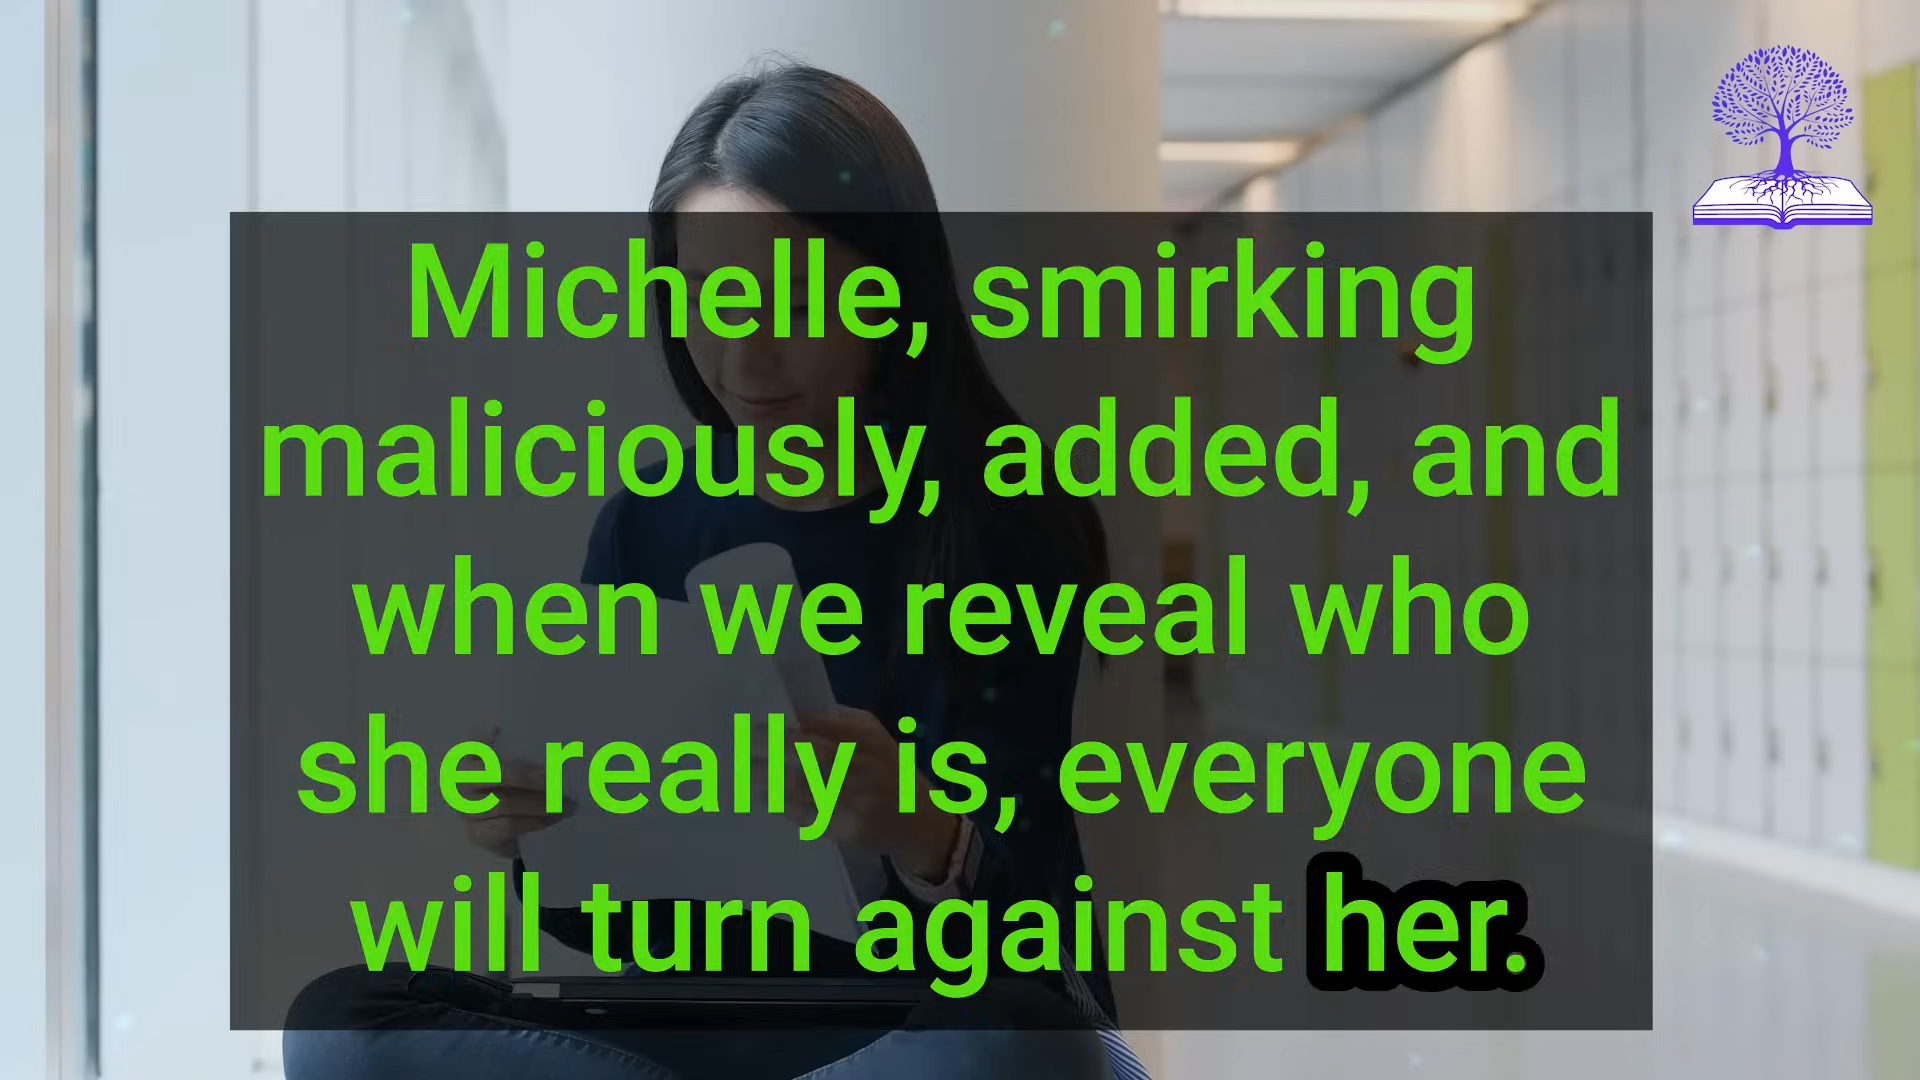 Michelle, smirking
maliciously, added, and
when we reveal who
she really is, everyone
will turn against her.